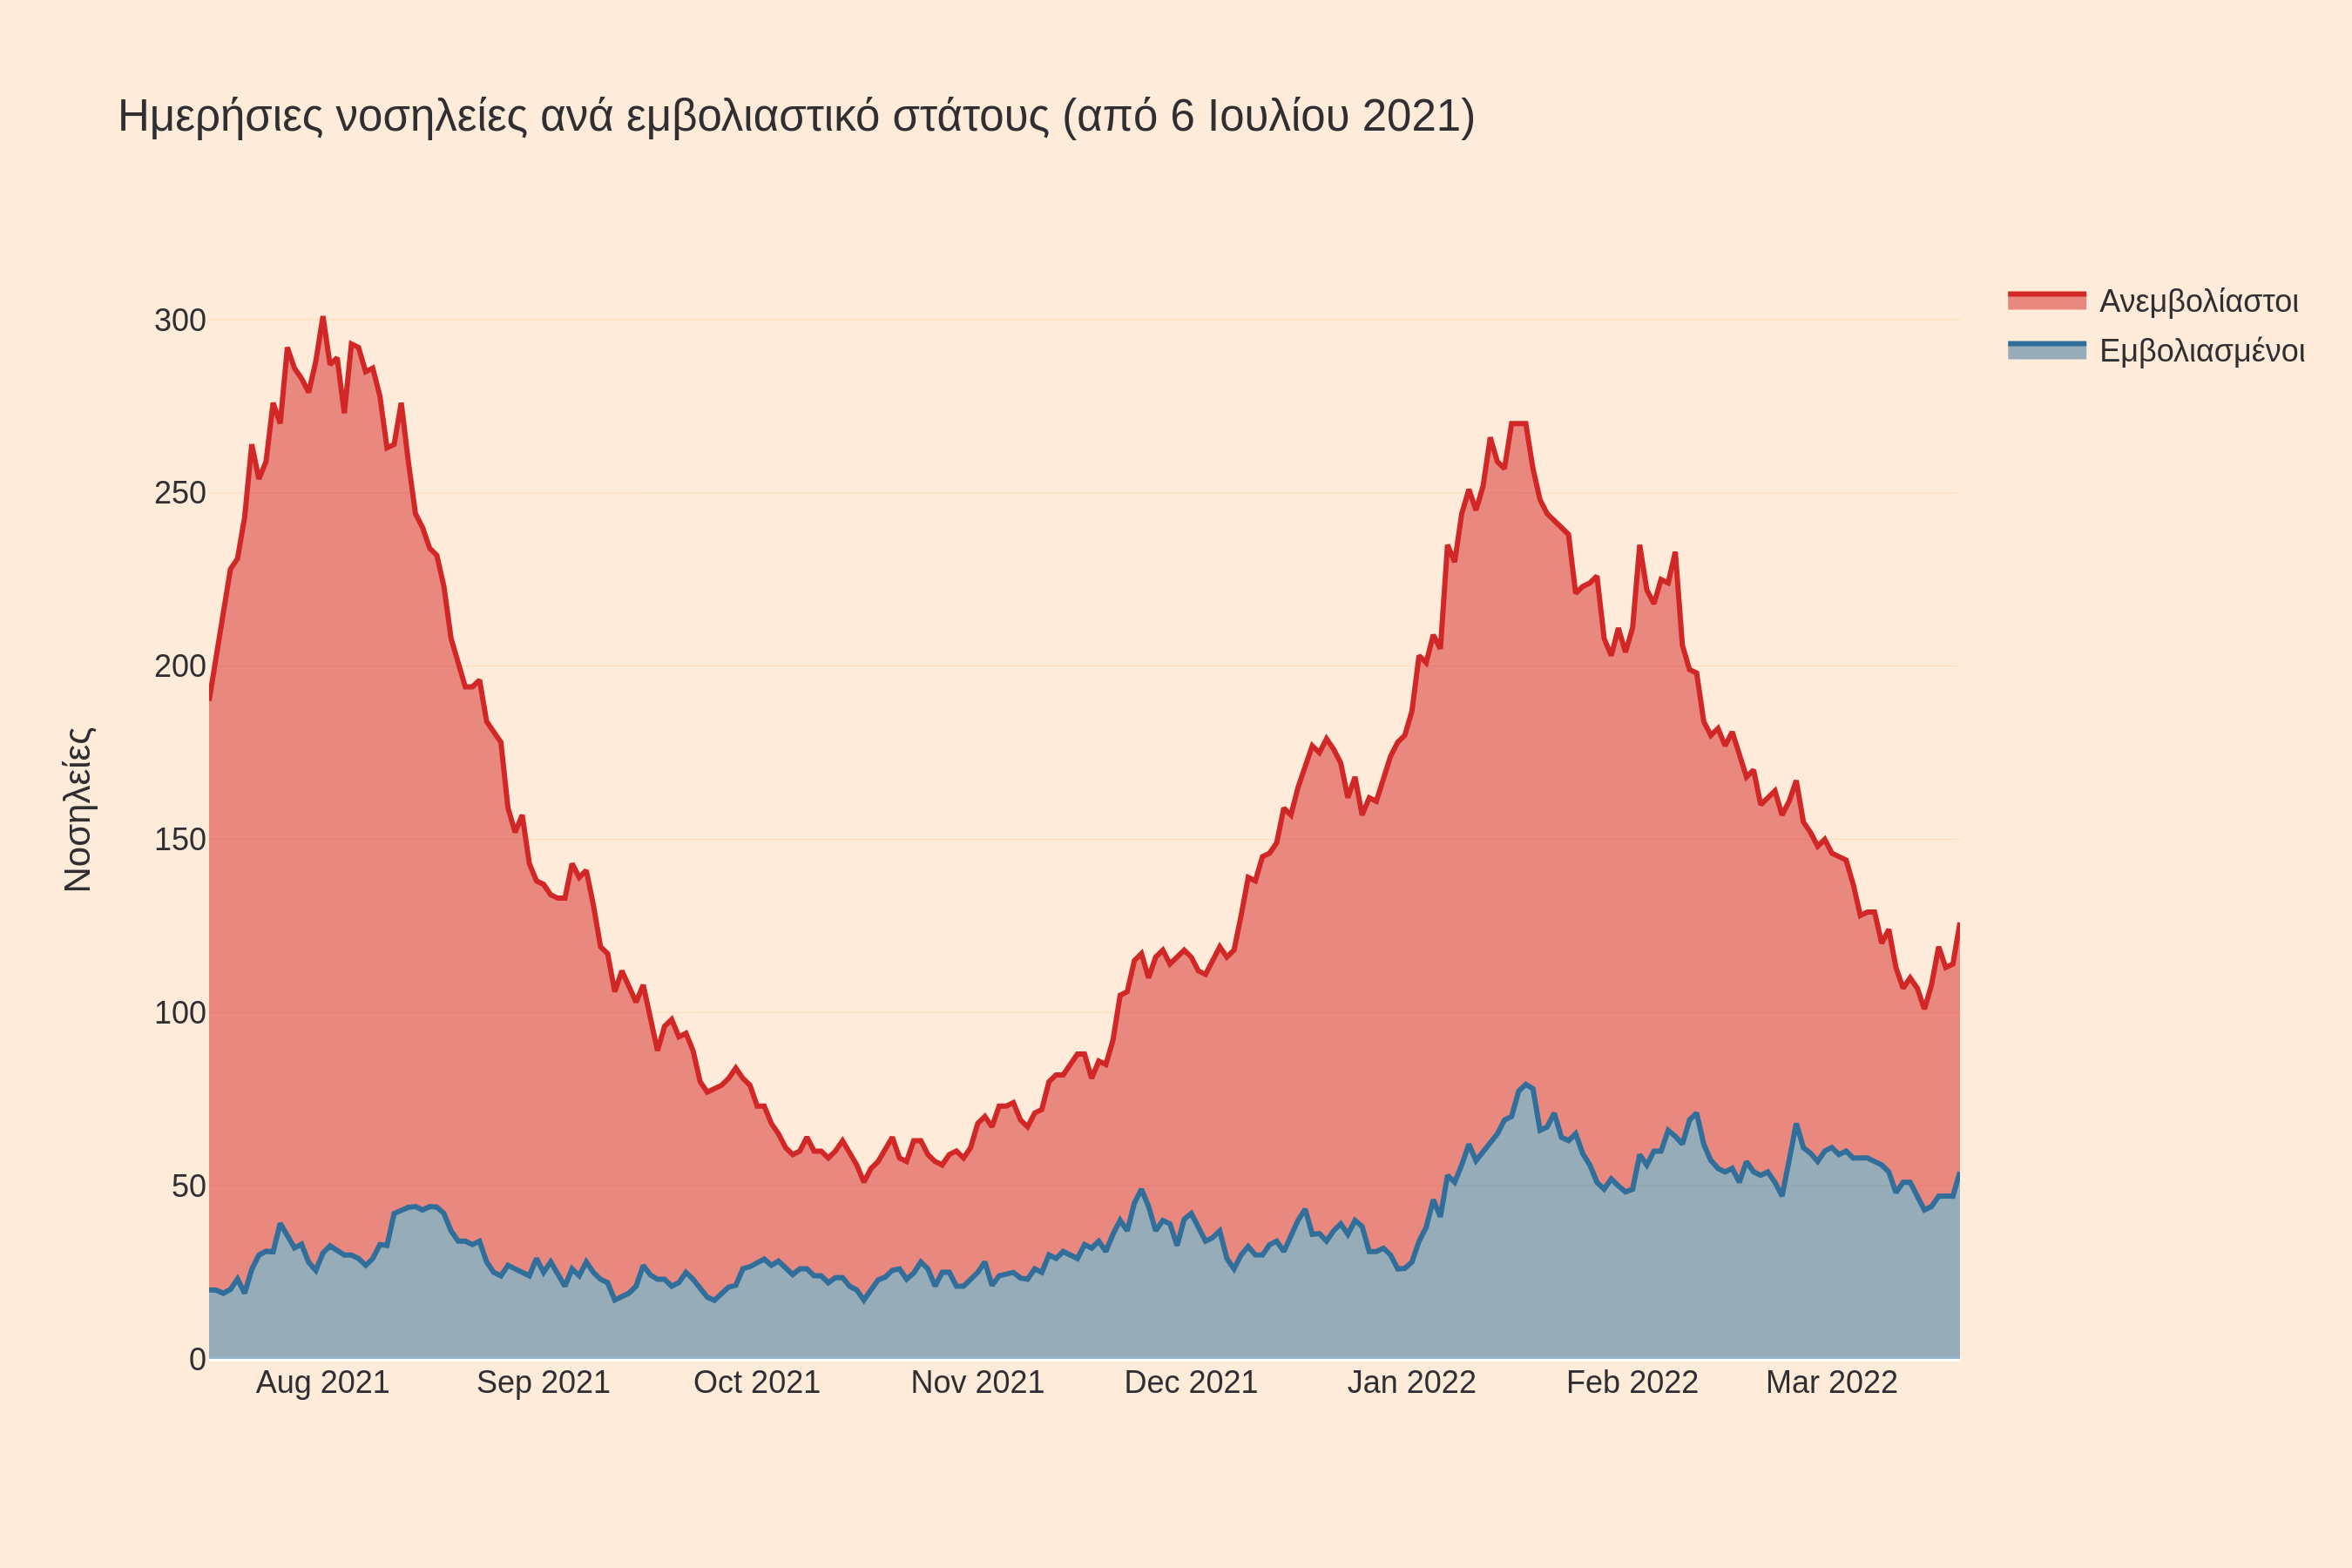 Ημερήσιες νοσηλείες ανά εμβολιαστικό στάτους (από 6 Ιουλίου 2021)
Ανεμβολίαστοι
Εμβολιασμένοι
Νοσηλείες
300
250
200
150
100
50
0
Aug 2021
Sep 2021
Oct 2021
Nov 2021
Dec 2021
Jan 2022
Feb 2022
Mar 2022